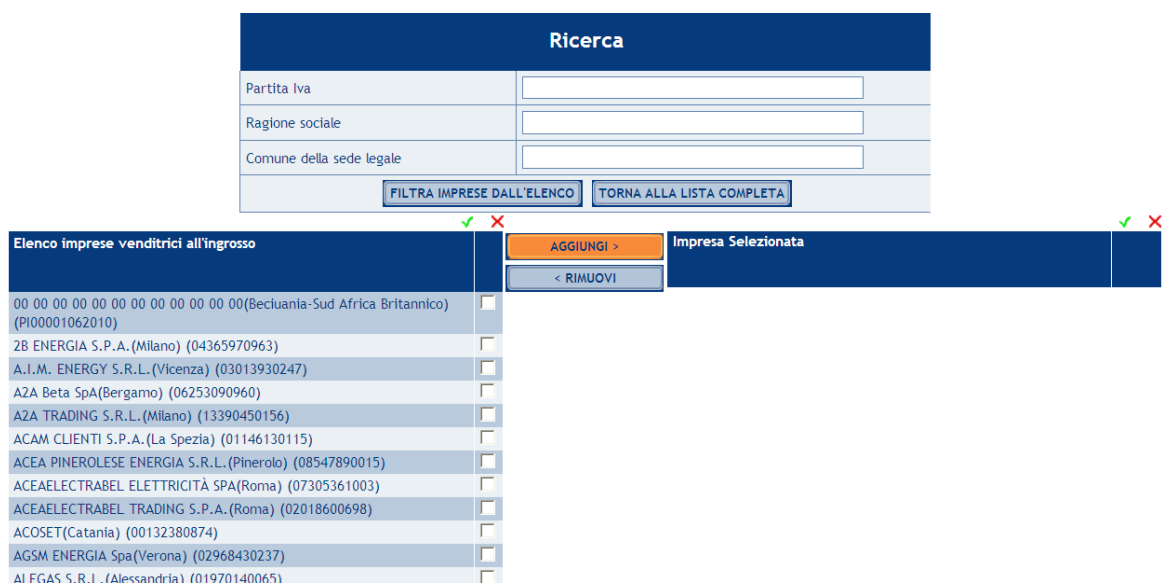 Ricerca
Partita Iva
Ragione sociale
Comune della sede legale
FILTRA IMPRESE DALL'ELENCO TORNA ALLA LISTA COMPLETA
Elenco imprese venditrici all'ingrosso
AGGIUNGI >
< RIMUOVI
Impresa Selezionata
00 00 00 00 00 00 00 00 00 00 00 00(Beciuania-Sud Africa Britannico)
(PI00001062010)
2B ENERGIA S.P.A.(Milano) (04365970963)
A.I.M. ENERGY S.R.L.(Vicenza) (03013930247)
A2A Beta SpA(Bergamo) (06253090960)
A2A TRADING S.R.L.(Milano) (13390450156)
ACAM CLIENTI S.P.A.(La Spezia) (01146130115)
ACEA PINEROLESE ENERGIA S.R.L.(Pinerolo) (08547890015)
ACEAELECTRABEL ELETTRICITÀ SPA(Roma) (07305361003)
ACEAELECTRABEL TRADING S.P.A.(Roma) (02018600698)
ACOSET(Catania) (00132380874)
AGSM ENERGIA Spa(Verona) (02968430237)
ALEGAS S.R.L.(Alessandria) (01970140065)